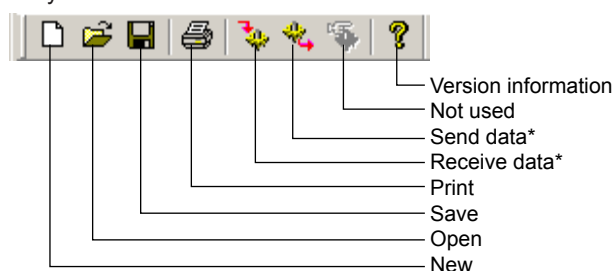 Version information
Not used
Send data*
Receive data*
Print
Save
Open
New